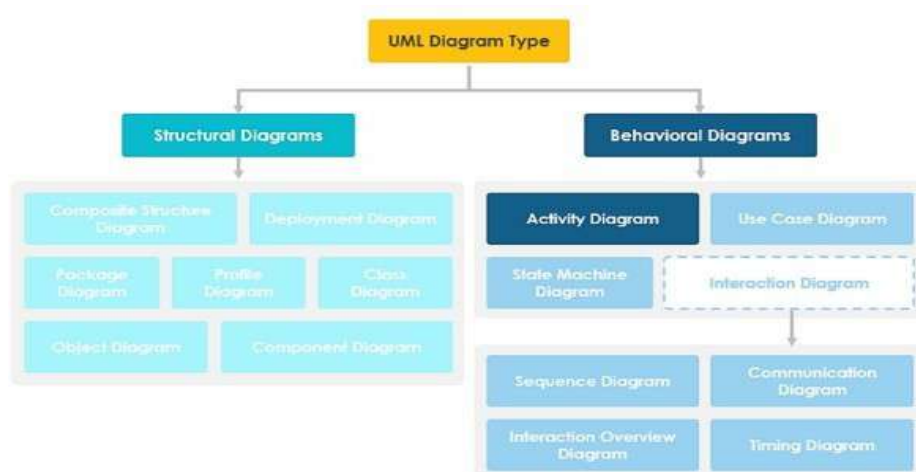 UML Diagram Type
Structural Diagrams
Behavioral Diagrams
Composite Structure
Diagram
Deployment Diagram
Package
Diagram
Profile
Diagram
Class
Diagram
Object Diagram
Component Diagram
Activity Diagram
Use Case Diagram
State Machine
Diagram
Interaction Diagram
Sequence Diagram
Communication
Diagram
Interaction Overview
Diagram
Timing Diagram